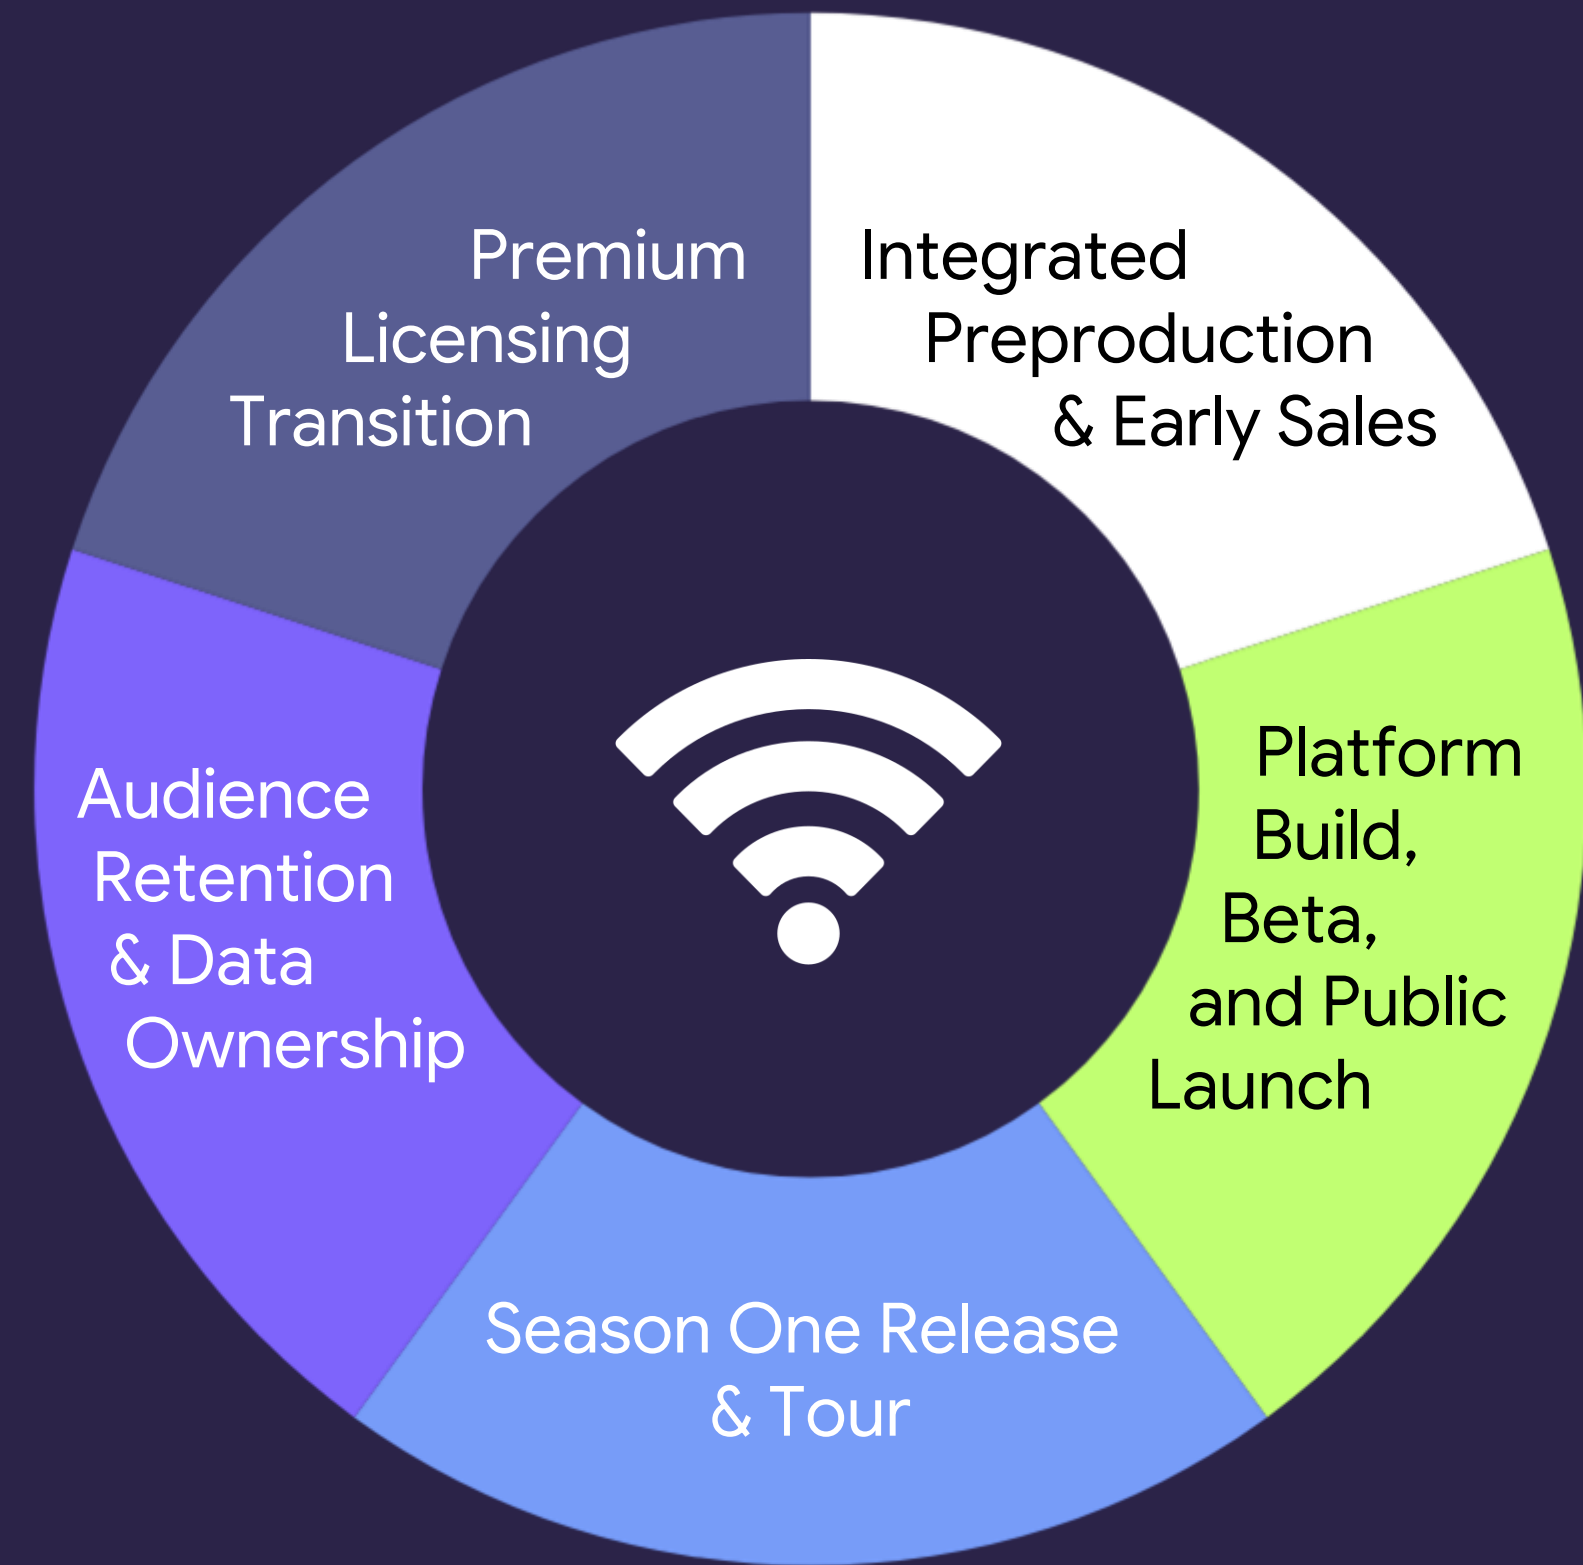 Integrated
Preproduction
& Early Sales
Platform
Build,
Beta,
and Public
Launch
Season One Release
& Tour
Audience
Retention
& Data
Ownership
Premium
Licensing
Transition